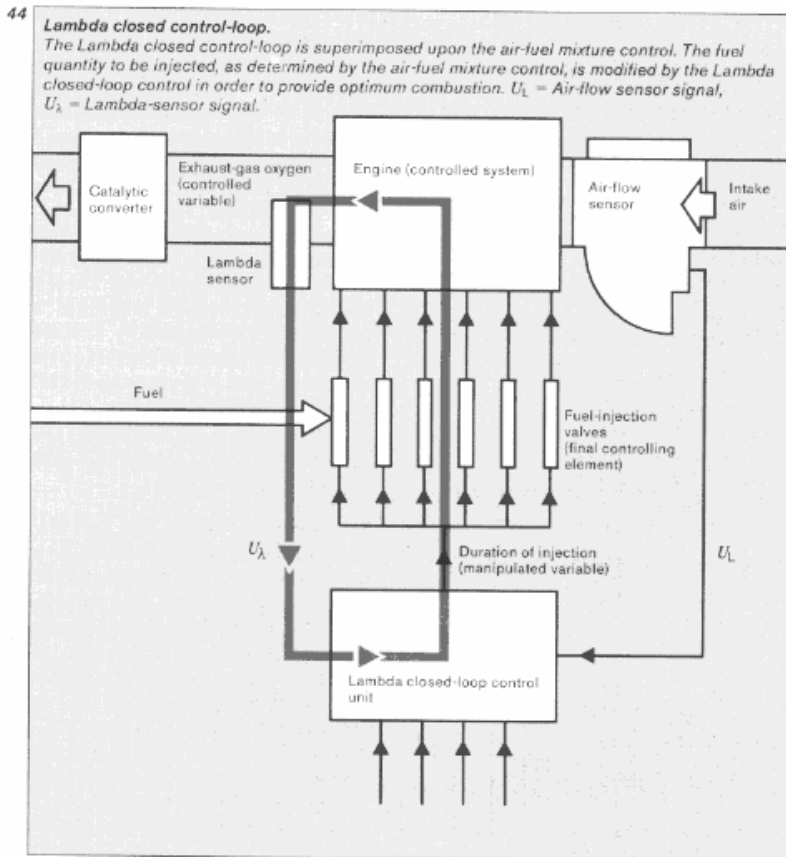 44
Lambda closed control-loop.
The Lambda closed control-loop is superimposed upon the air-fuel mixture control. The fuel
quantity to be injected, as determined by the air-fuel mixture control, is modified by the Lambda
closed-loop control in order to provide optimum combustion. U_L = Air-flow sensor signal,
U_λ = Lambda-sensor signal.
Catalytic
converter
Exhaust-gas oxygen
(controlled
variable)
Engine (controlled system)
Air-flow
sensor
Intake
air
Lambda
sensor
Fuel
Fuel-injection
valves
(final controlling
element)
U_λ
Duration of injection
(manipulated variable)
U_L
Lambda closed-loop control
unit